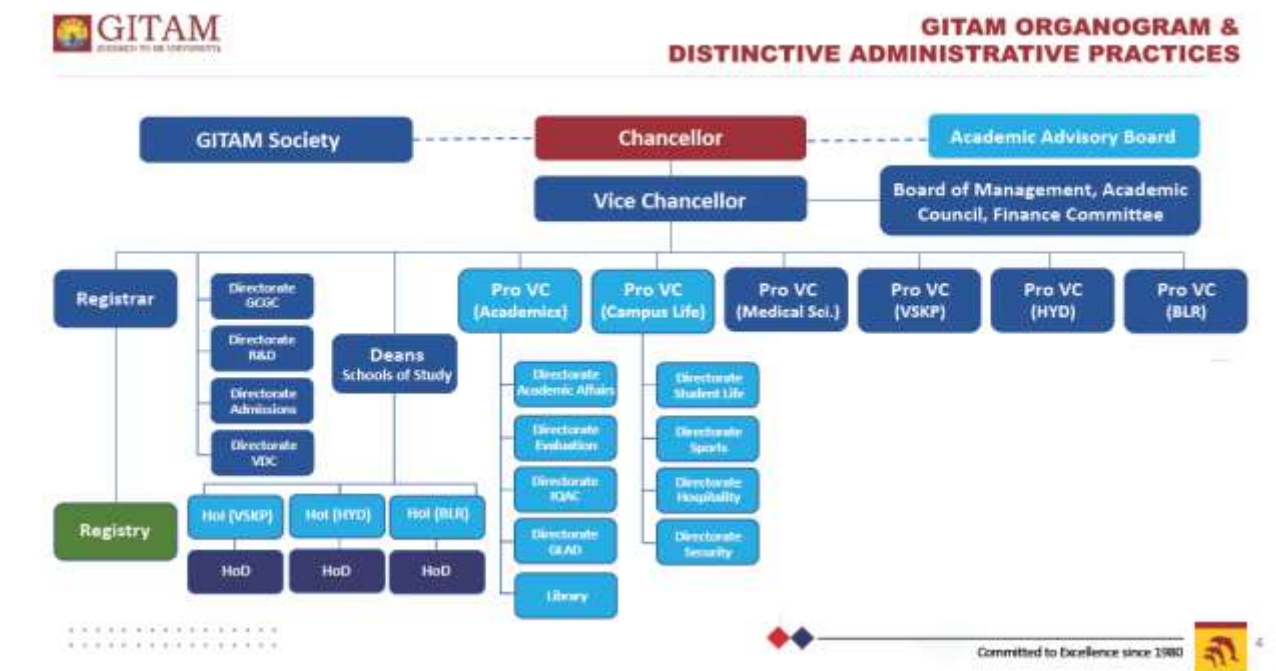 GITAM
(DEEMED TO BE UNIVERSITY)
GITAM ORGANOGRAM &
DISTINCTIVE ADMINISTRATIVE PRACTICES
GITAM Society
Chancellor
Academic Advisory Board
Vice Chancellor
Board of Management, Academic
Council, Finance Committee
Registrar
Directorate
GCGC
Directorate
R&D
Directorate
Admissions
Directorate
VDC
Deans
Schools of Study
Pro VC
(Academics)
Pro VC
(Campus Life)
Pro VC
(Medical Sci.)
Pro VC
(VSKP)
Pro VC
(HYD)
Pro VC
(BLR)
Directorate
Academic Affairs
Directorate
Evaluation
Directorate
IQAC
Directorate
GLAD
Library
Directorate
Student Life
Directorate
Sports
Directorate
Hospitality
Directorate
Security
Registry
HoI (VSKP)
HoI (HYD)
HoI (BLR)
HoD
HoD
HoD
Committed to Excellence since 1980
4